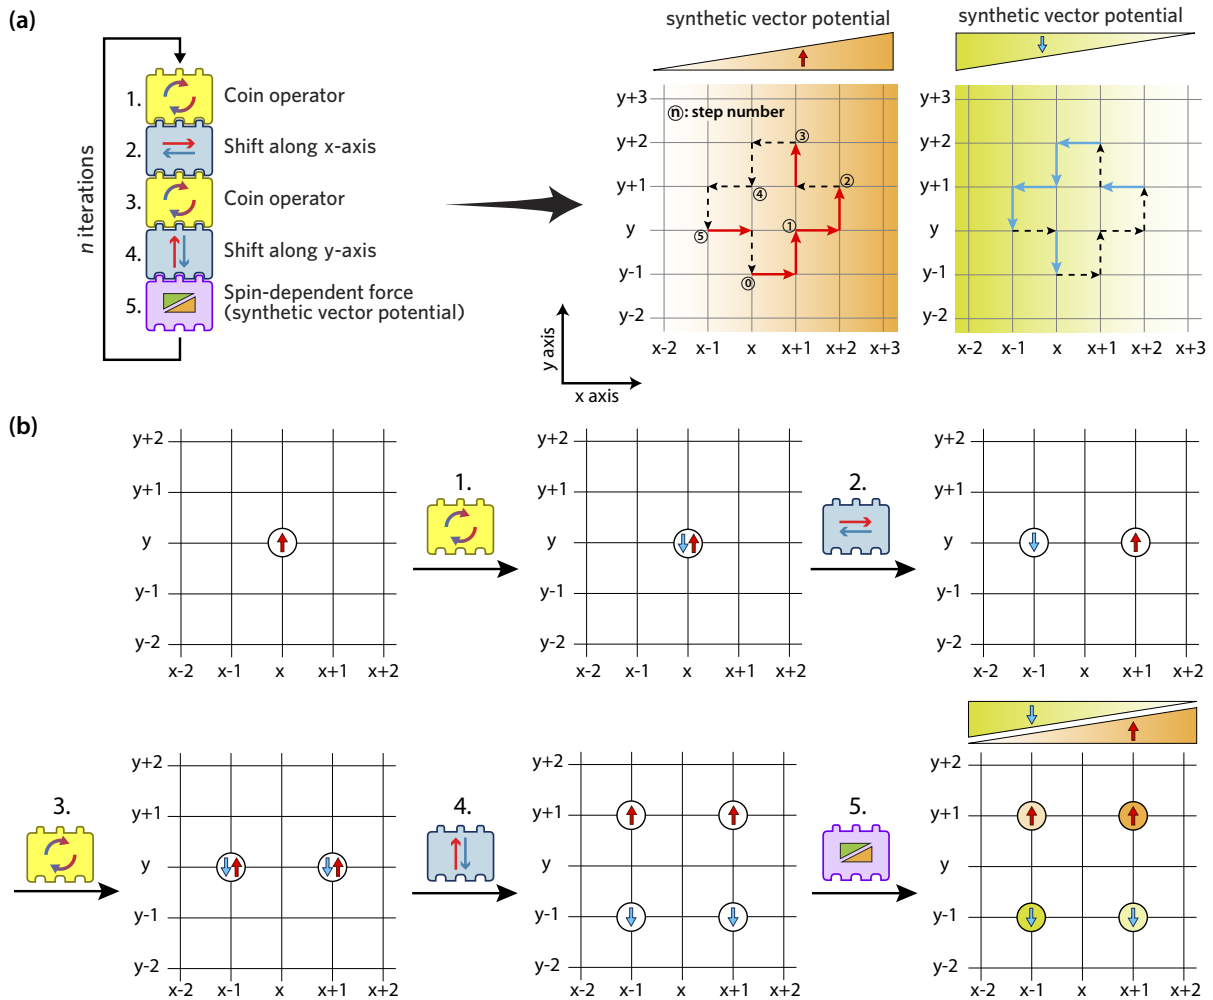 (a)
n iterations
1.
Coin operator
2.
Shift along x-axis
3.
Coin operator
4.
Shift along y-axis
5.
Spin-dependent force
(synthetic vector potential)
synthetic vector potential
y+3
y+2
y+1
y
y-1
y-2
ⓝ: step number
③
②
④
①
⑤
⓪
x-2 x-1 x x+1 x+2 x+3
y axis
x axis
synthetic vector potential
y+3
y+2
y+1
y
y-1
y-2
x-2 x-1 x x+1 x+2 x+3
(b)
y+2
y+1
y
y-1
y-2
x-2 x-1 x x+1 x+2
1.
y+2
y+1
y
y-1
y-2
x-2 x-1 x x+1 x+2
2.
y+2
y+1
y
y-1
y-2
x-2 x-1 x x+1 x+2
3.
y+2
y+1
y
y-1
y-2
x-2 x-1 x x+1 x+2
4.
y+2
y+1
y
y-1
y-2
x-2 x-1 x x+1 x+2
5.
y+2
y+1
y
y-1
y-2
x-2 x-1 x x+1 x+2